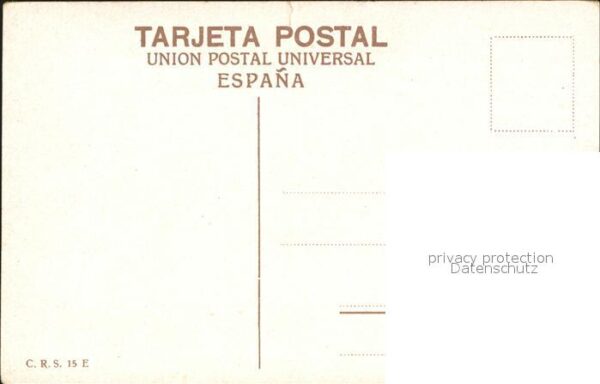 TARJETA POSTAL
UNION POSTAL UNIVERSAL
ESPAÑA
privacy protection
Datenschutz
C. R. S. 15 E